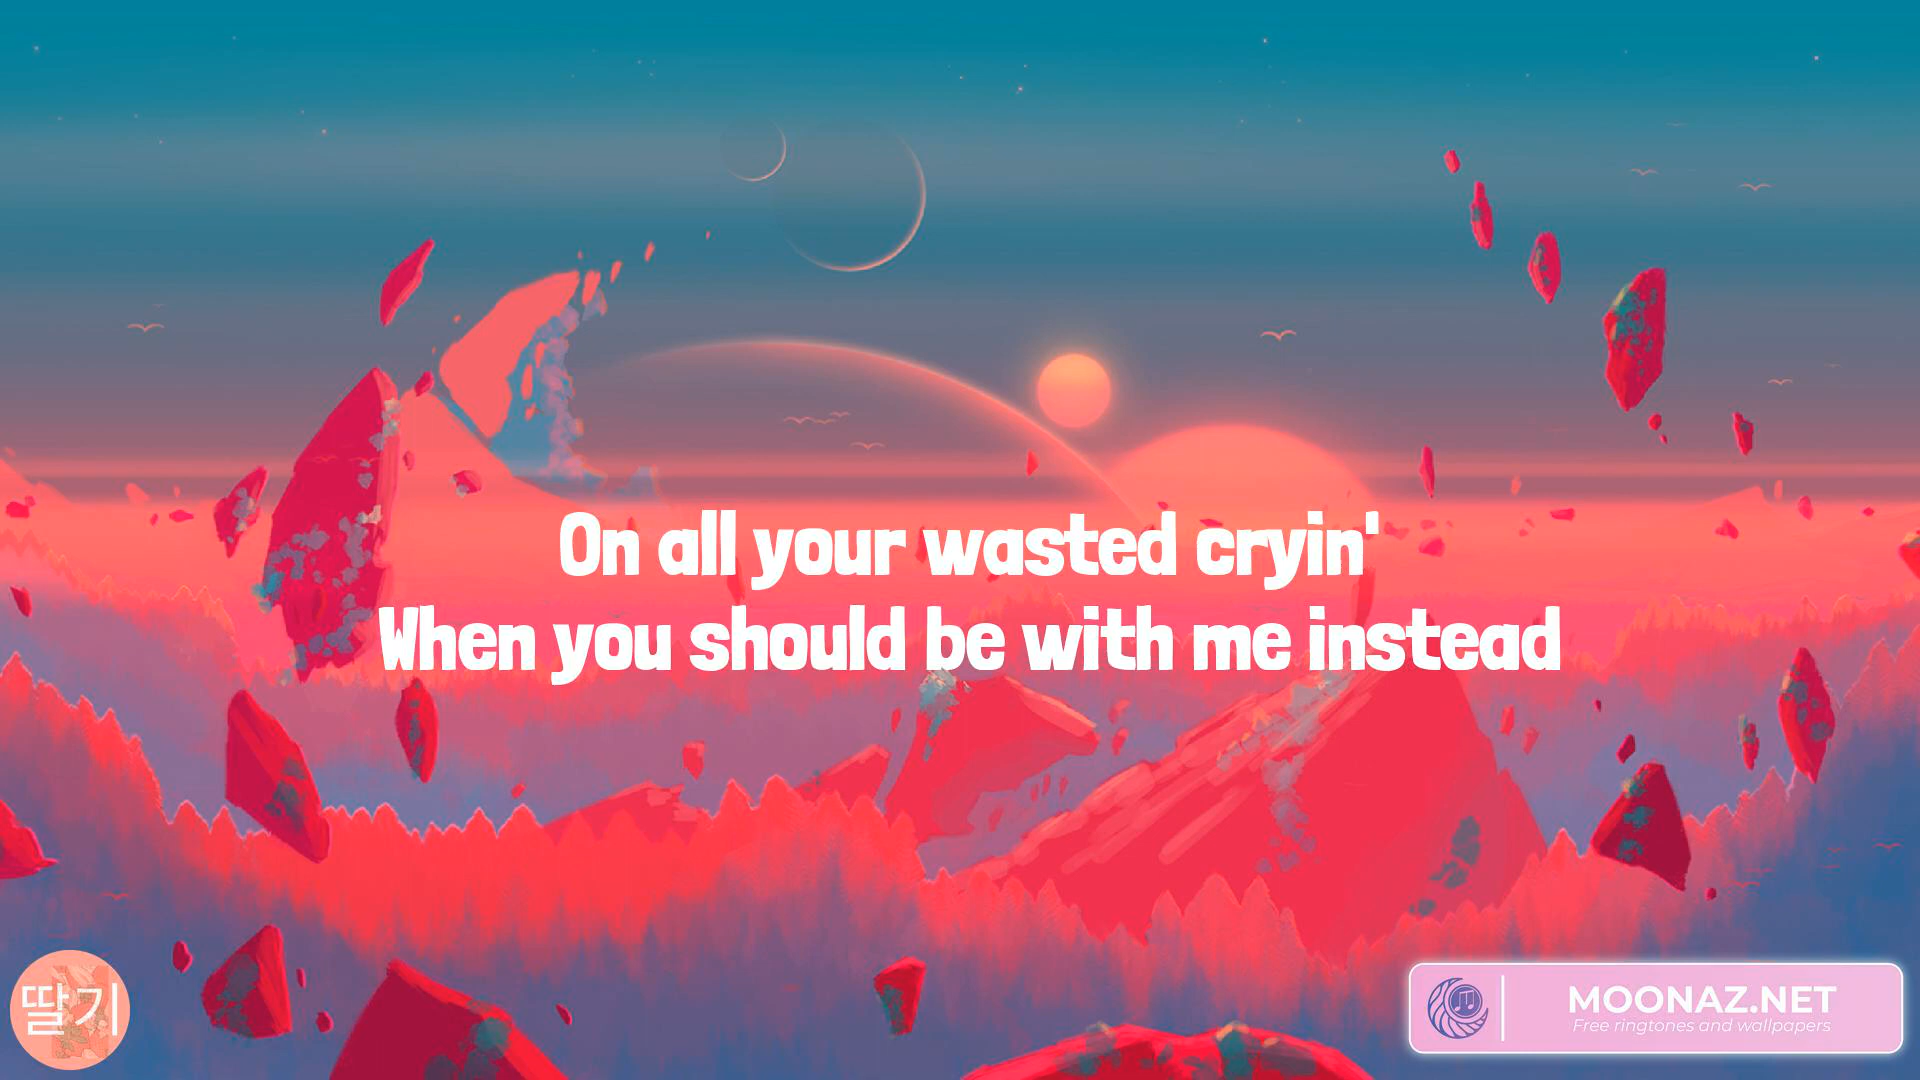 On all your wasted cryin'
When you should be with me instead
딸기
MOONAZ.NET
Free ringtones and wallpapers